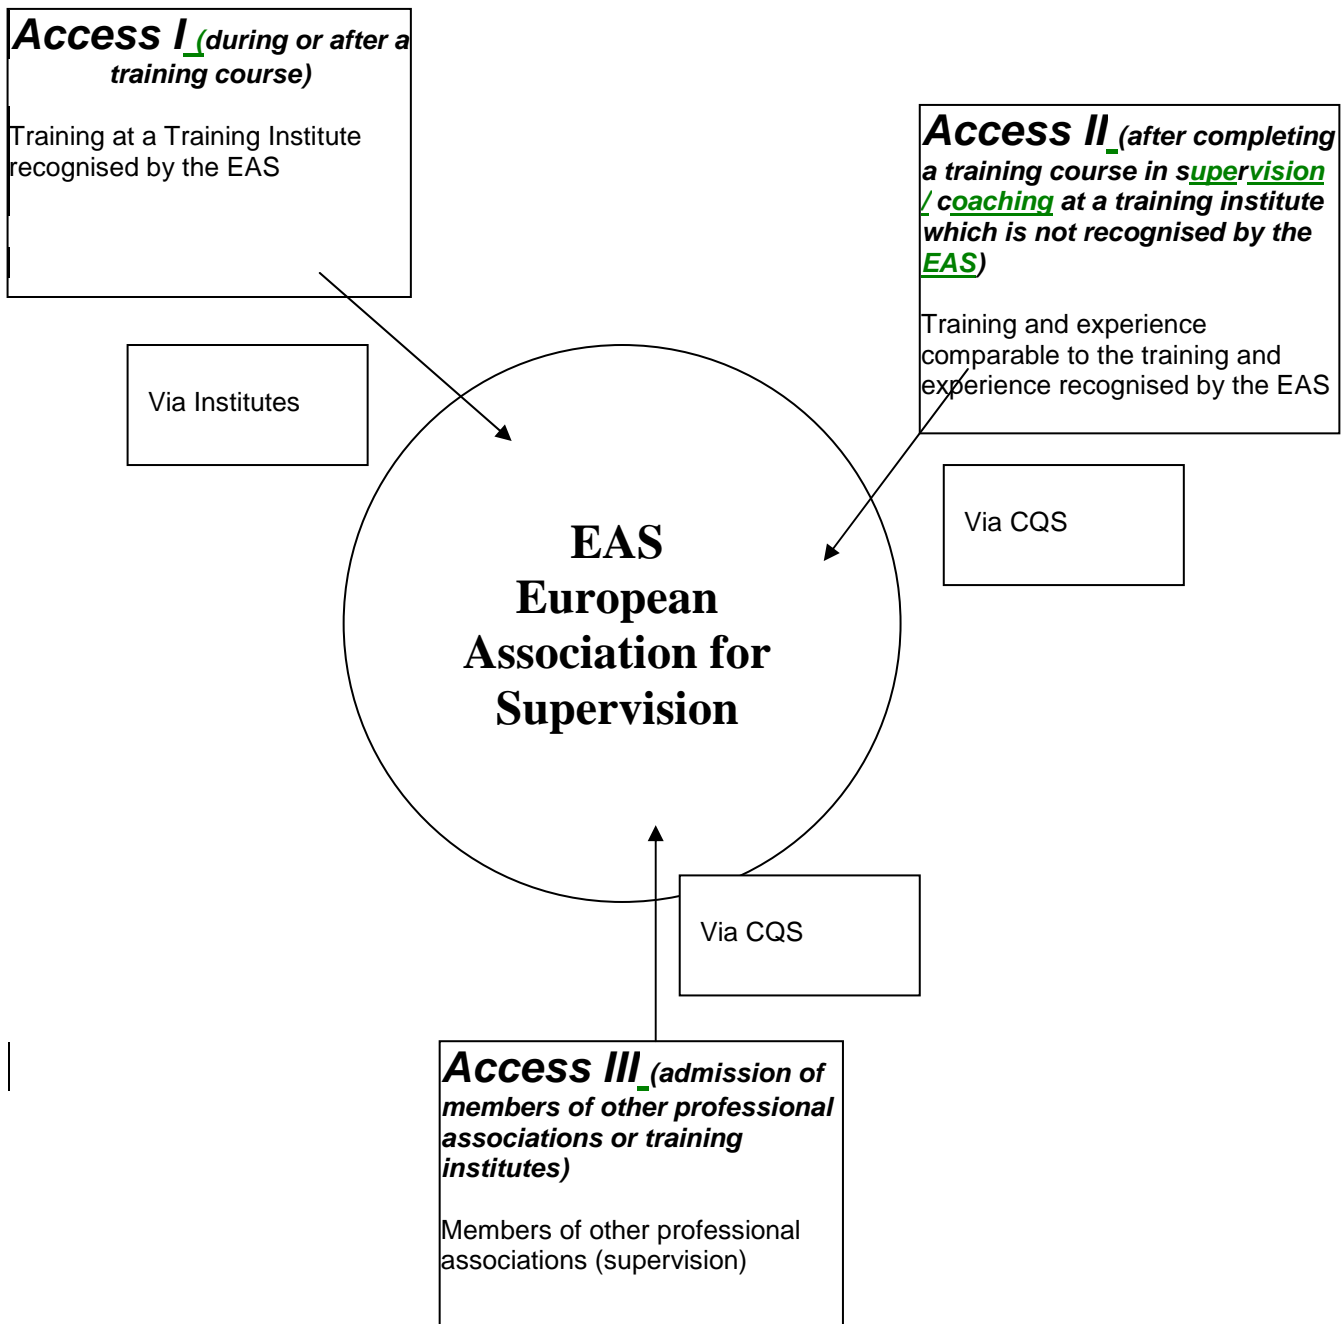 Access I (during or after a
training course)
Training at a Training Institute
recognised by the EAS
Access II (after completing
a training course in supervision
/ coaching at a training institute
which is not recognised by the
EAS)
Training and experience
comparable to the training and
experience recognised by the EAS
Via Institutes
Via CQS
EAS
European
Association for
Supervision
Via CQS
Access III (admission of
members of other professional
associations or training
institutes)
Members of other professional
associations (supervision)